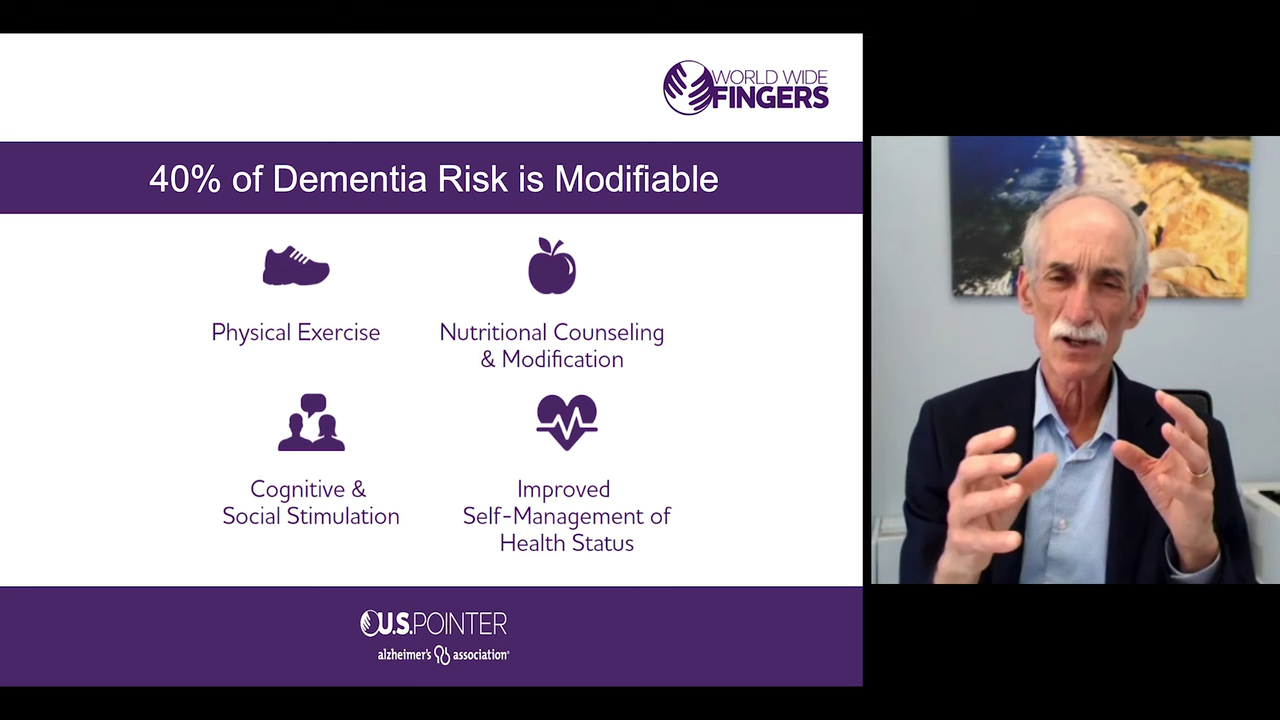 WORLD WIDE
FINGERS
40% of Dementia Risk is Modifiable
Physical Exercise
Nutritional Counseling
& Modification
Cognitive &
Social Stimulation
Improved
Self-Management of
Health Status
U.S.POINTER
alzheimer's association®